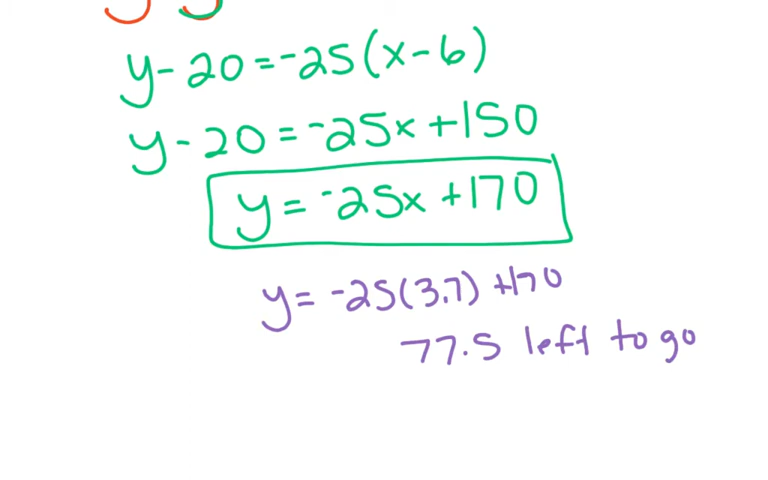 y - 20 = -25(x - 6)
y - 20 = -25x + 150
y = -25x + 170
y = -25(3.7) + 170
77.5 left to go